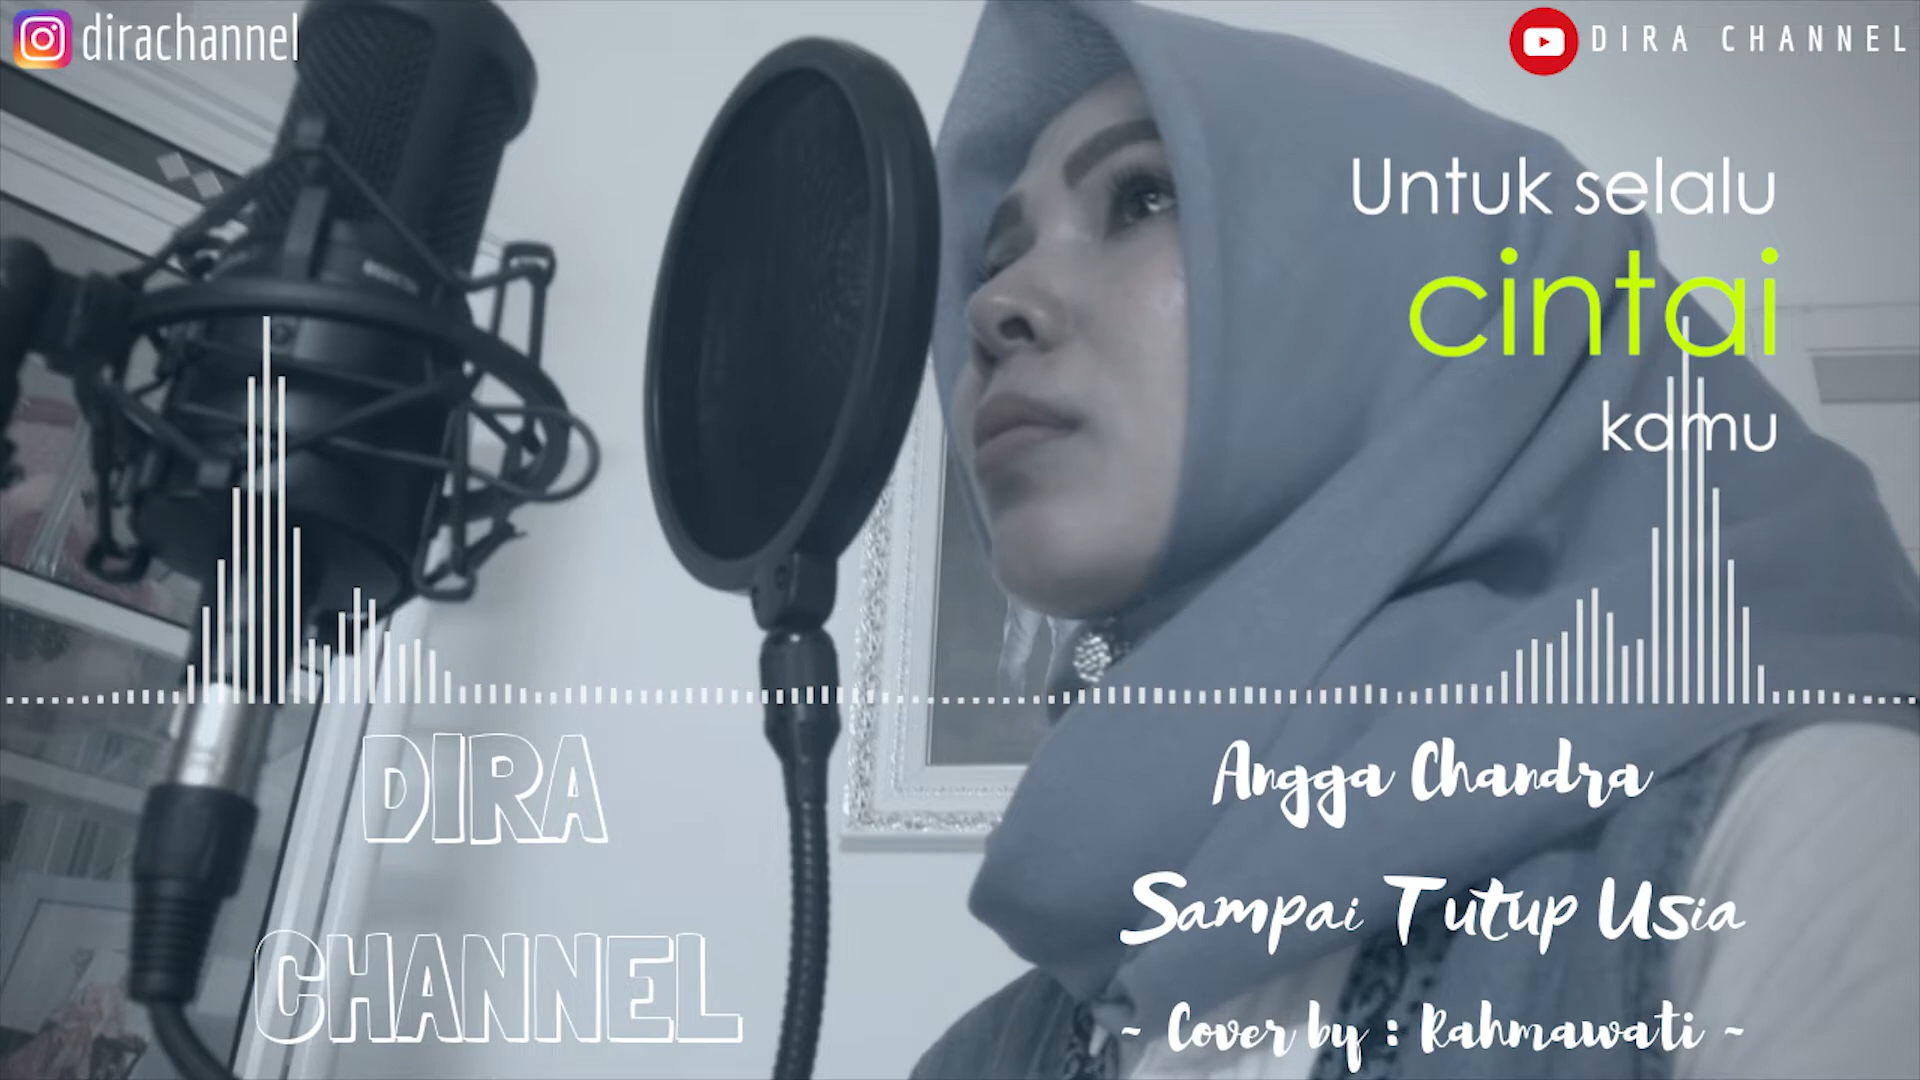 dirachannel
DIRA CHANNEL
Untuk selalu
cintai
kamu
DIRA
CHANNEL
Angga Chandra
Sampai Tutup Usia
~ Cover by : Rahmawati ~